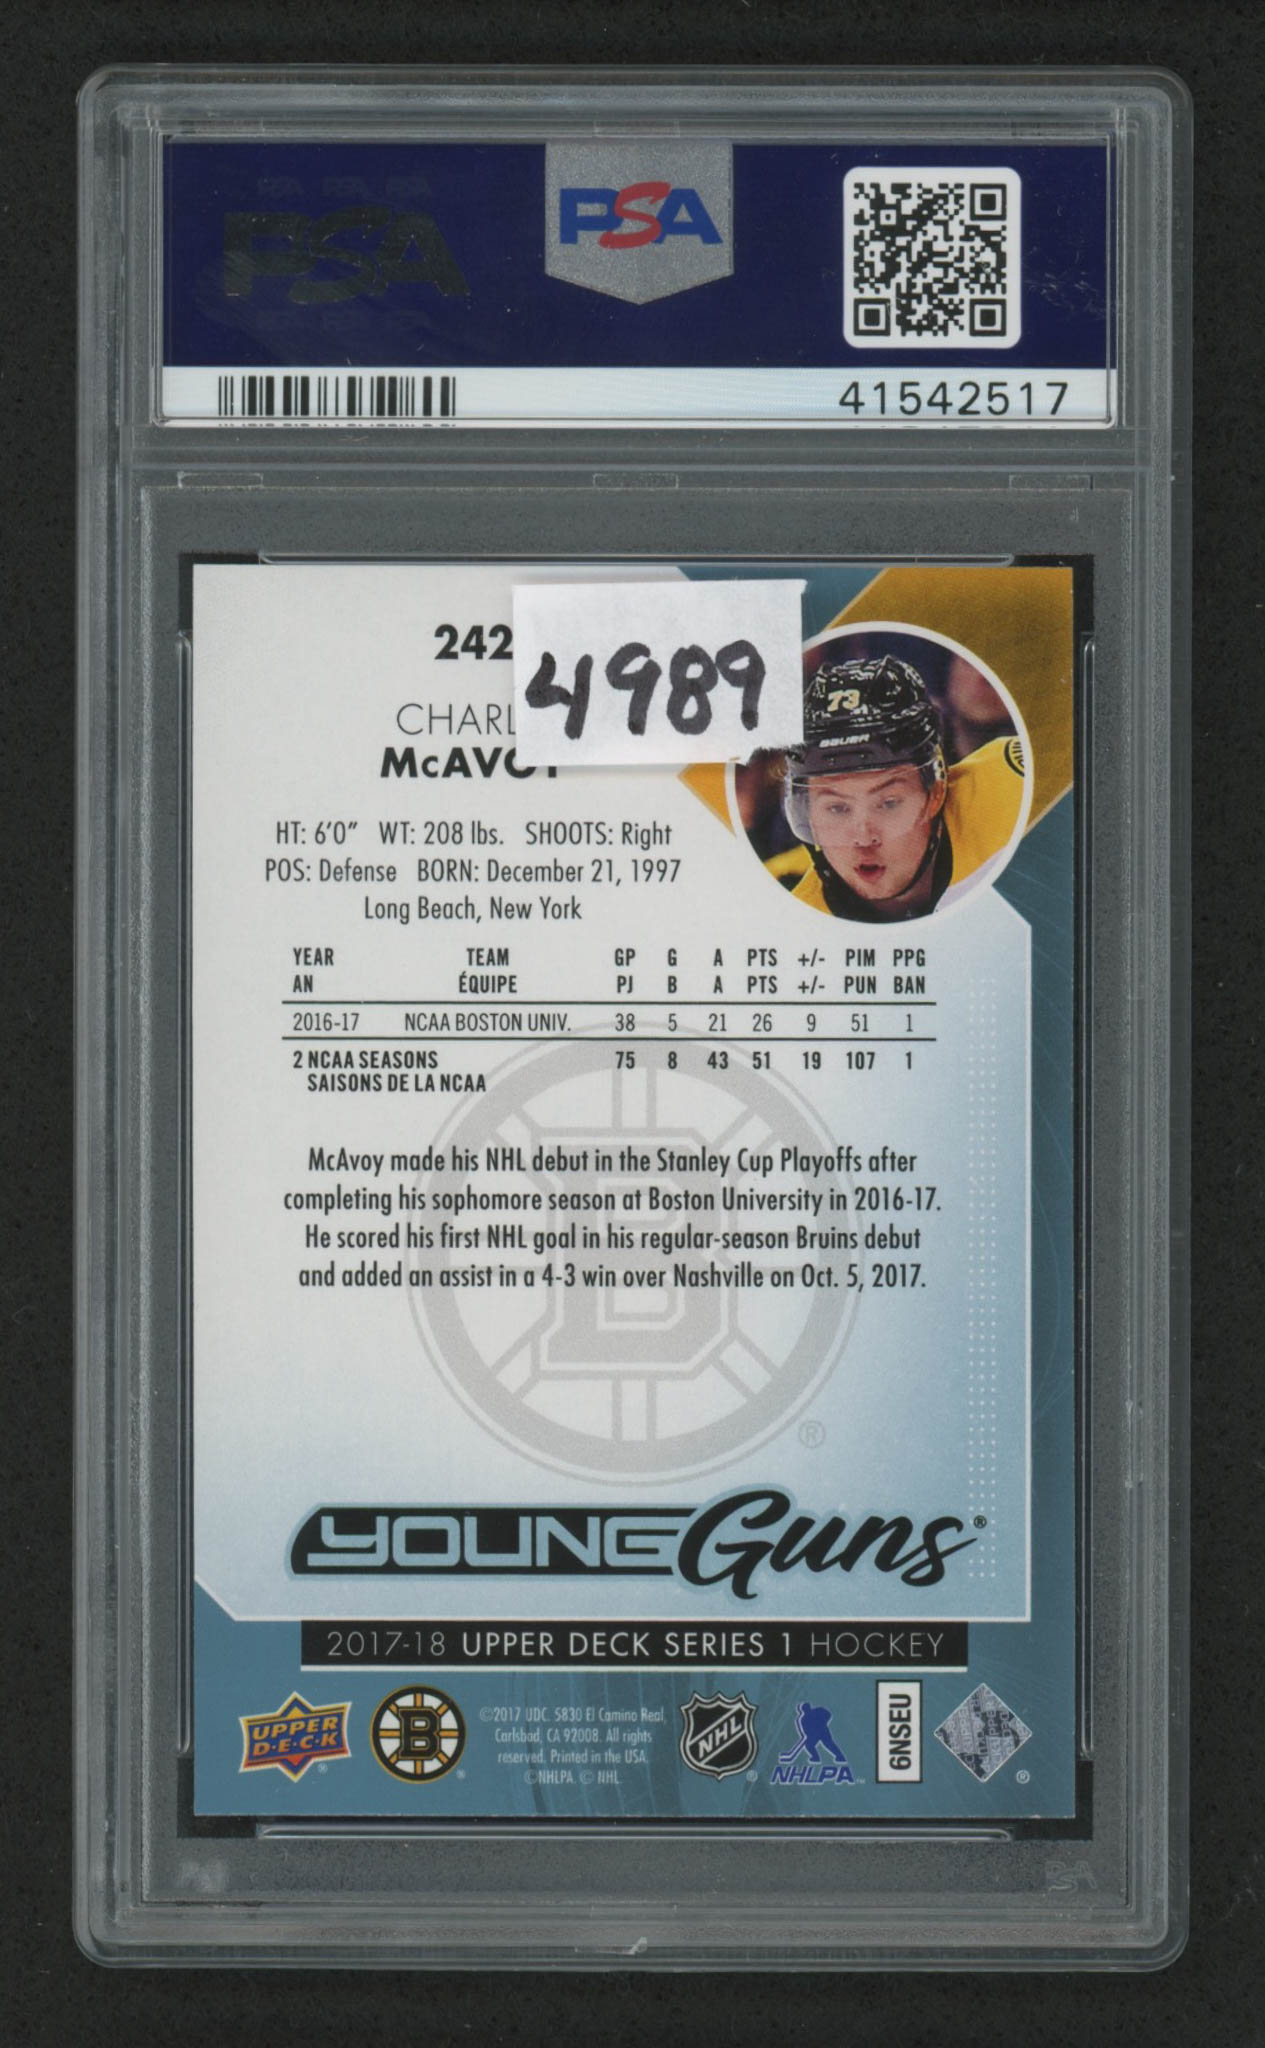 PSA
PSA
41542517
242
4989
CHARL
McAVOY
73
BAUER
HT: 6'0" WT: 208 lbs. SHOOTS: Right
POS: Defense BORN: December 21, 1997
Long Beach, New York
YEAR TEAM GP G A PTS +/- PIM PPG
AN ÉQUIPE PJ B A PTS +/- PUN BAN
2016-17 NCAA BOSTON UNIV. 38 5 21 26 9 51 1
2 NCAA SEASONS 75 8 43 51 19 107 1
SAISONS DE LA NCAA
McAvoy made his NHL debut in the Stanley Cup Playoffs after
completing his sophomore season at Boston University in 2016-17.
He scored his first NHL goal in his regular-season Bruins debut
and added an assist in a 4-3 win over Nashville on Oct. 5, 2017.
B
®
YOUNG Guns®
2017-18 UPPER DECK SERIES 1 HOCKEY
UPPER
D·E·C·K
®
B
®
©2017 UDC. 5830 El Camino Real,
Carlsbad, CA 92008. All rights
reserved. Printed in the USA.
©NHLPA. © NHL.
NHL
®
NHLPA™
6NSEU
®
PSA